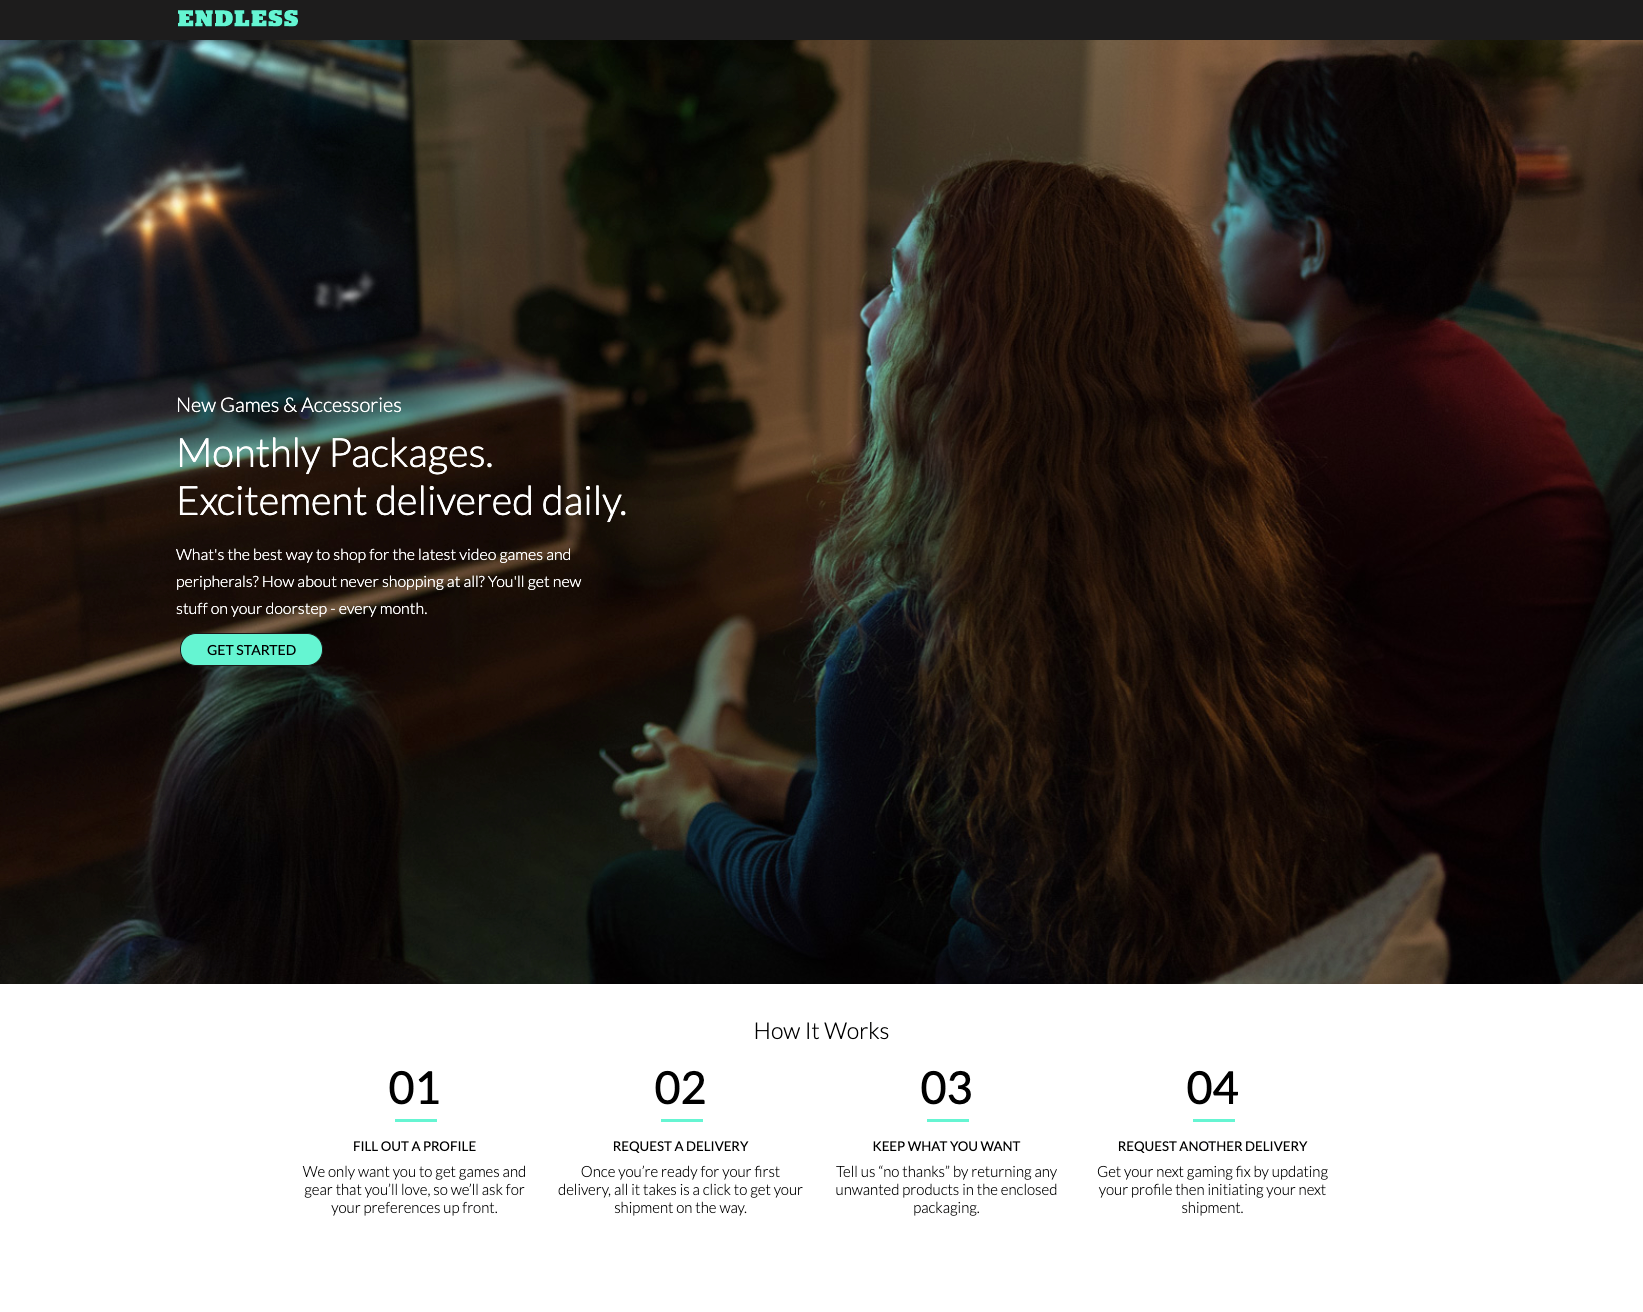 ENDLESS
New Games & Accessories
Monthly Packages.
Excitement delivered daily.
What's the best way to shop for the latest video games and
peripherals? How about never shopping at all? You'll get new
stuff on your doorstep - every month.
GET STARTED
How It Works
01
FILL OUT A PROFILE
We only want you to get games and
gear that you’ll love, so we’ll ask for
your preferences up front.
02
REQUEST A DELIVERY
Once you’re ready for your first
delivery, all it takes is a click to get your
shipment on the way.
03
KEEP WHAT YOU WANT
Tell us “no thanks” by returning any
unwanted products in the enclosed
packaging.
04
REQUEST ANOTHER DELIVERY
Get your next gaming fix by updating
your profile then initiating your next
shipment.